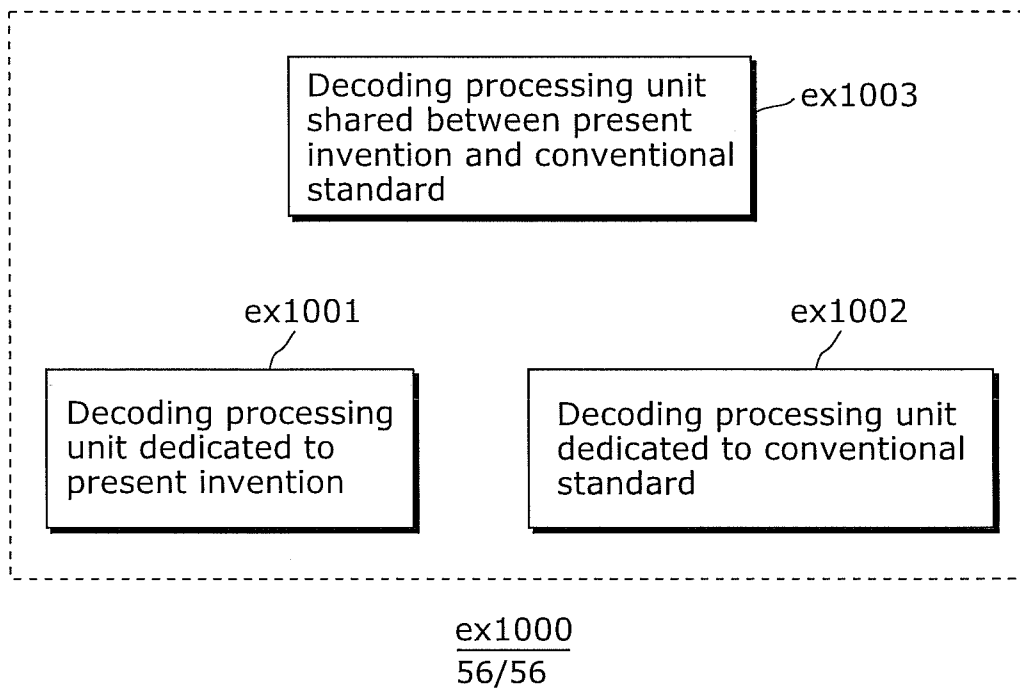 Decoding processing unit
shared between present
invention and conventional
standard
ex1003
ex1001
Decoding processing
unit dedicated to
present invention
ex1002
Decoding processing unit
dedicated to conventional
standard
ex1000
56/56